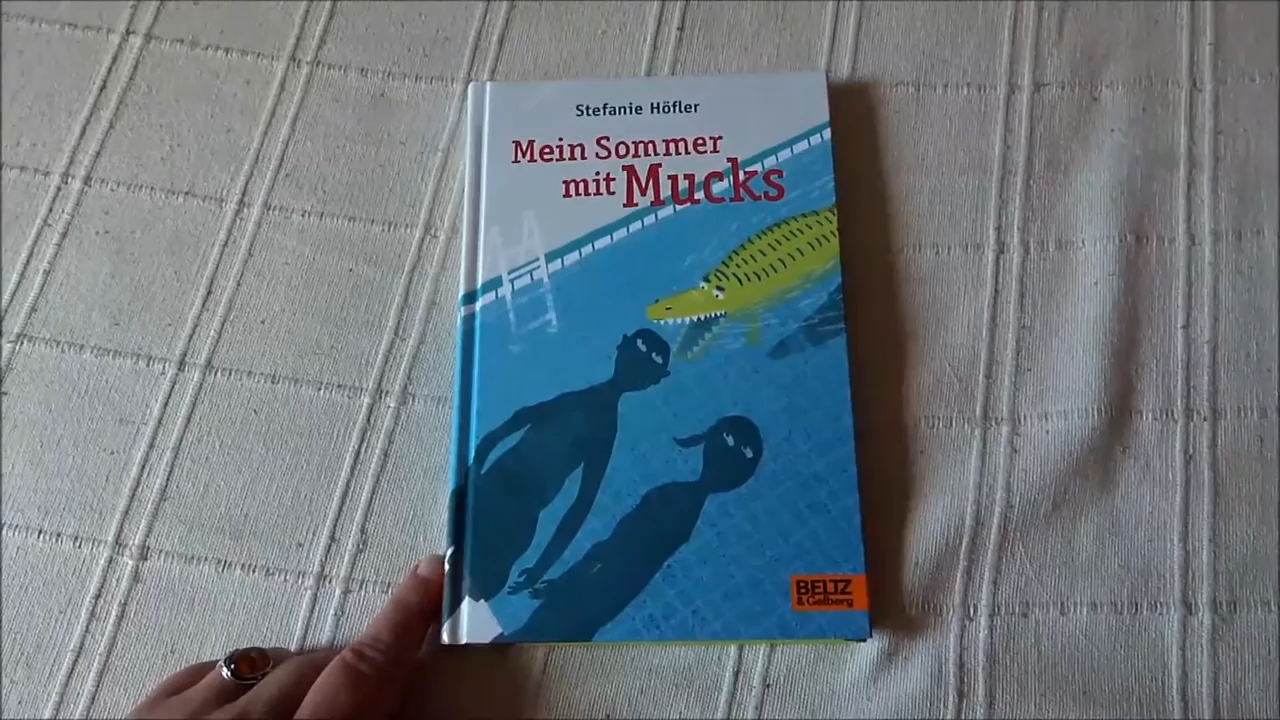 Stefanie Höfler
Mein Sommer
mit Mucks
BELTZ
& Gelberg